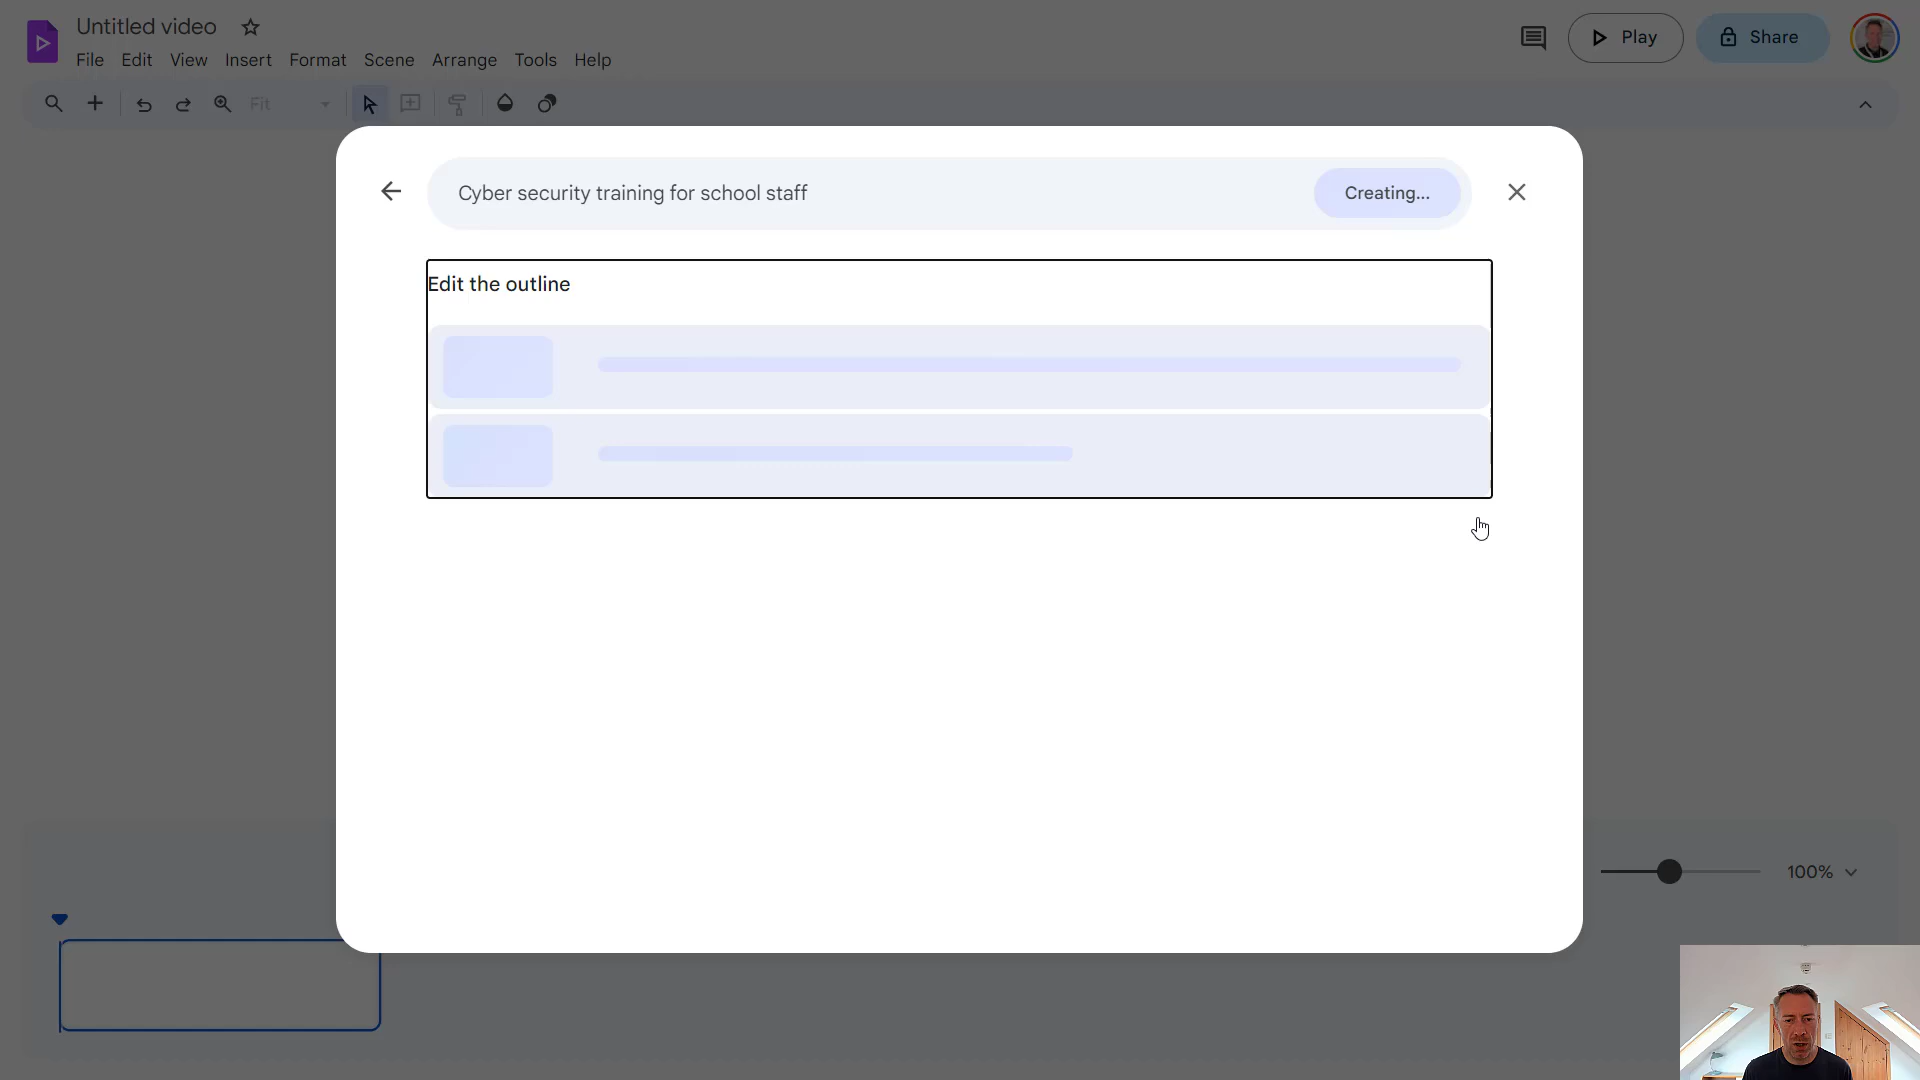 Untitled video
File Edit View Insert Format Scene Arrange Tools Help
Play
Share
Fit
Cyber security training for school staff
Creating...
Edit the outline
100%